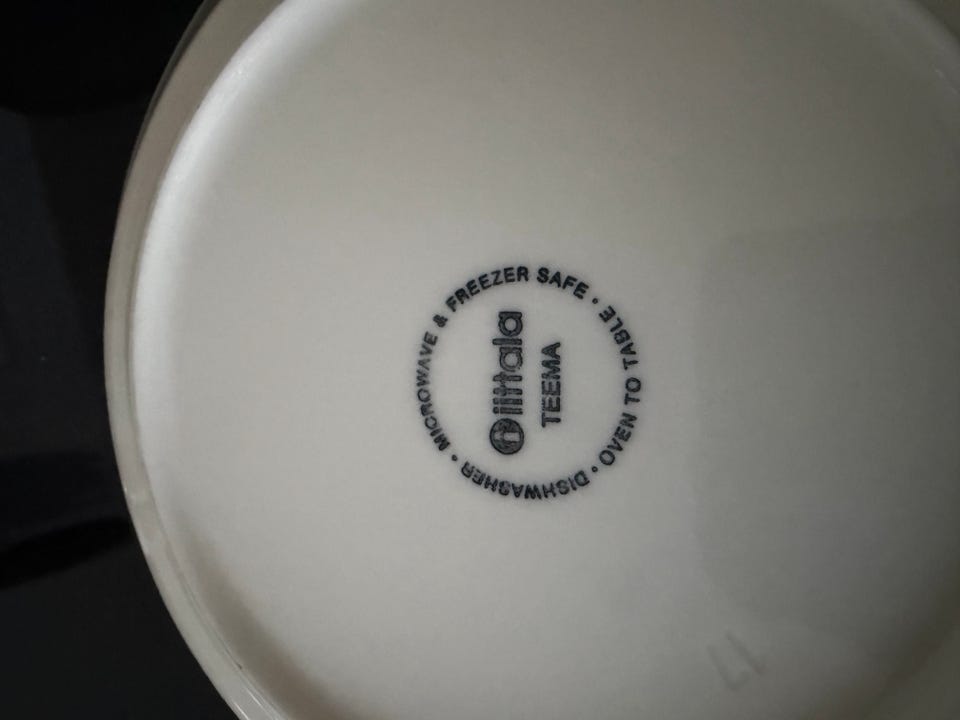 DISHWASHER • MICROWAVE & FREEZER SAFE • OVEN TO TABLE •
iittala
TEEMA